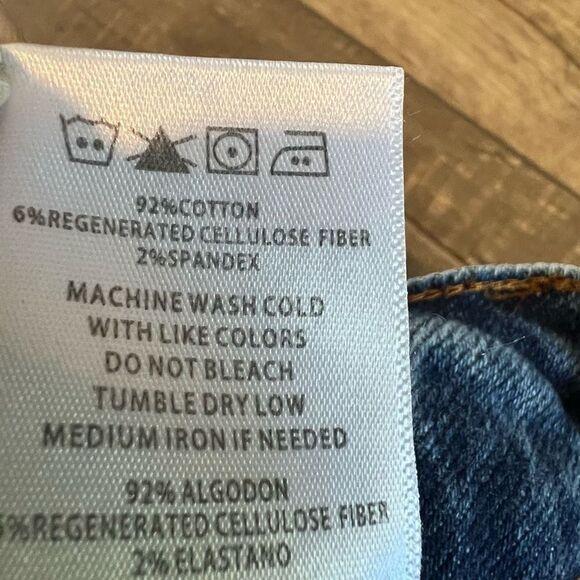 92%COTTON
6%REGENERATED CELLULOSE FIBER
2%SPANDEX
MACHINE WASH COLD
WITH LIKE COLORS
DO NOT BLEACH
TUMBLE DRY LOW
MEDIUM IRON IF NEEDED
92% ALGODON
%REGENERATED CELLULOSE FIBER
2% ELASTANO